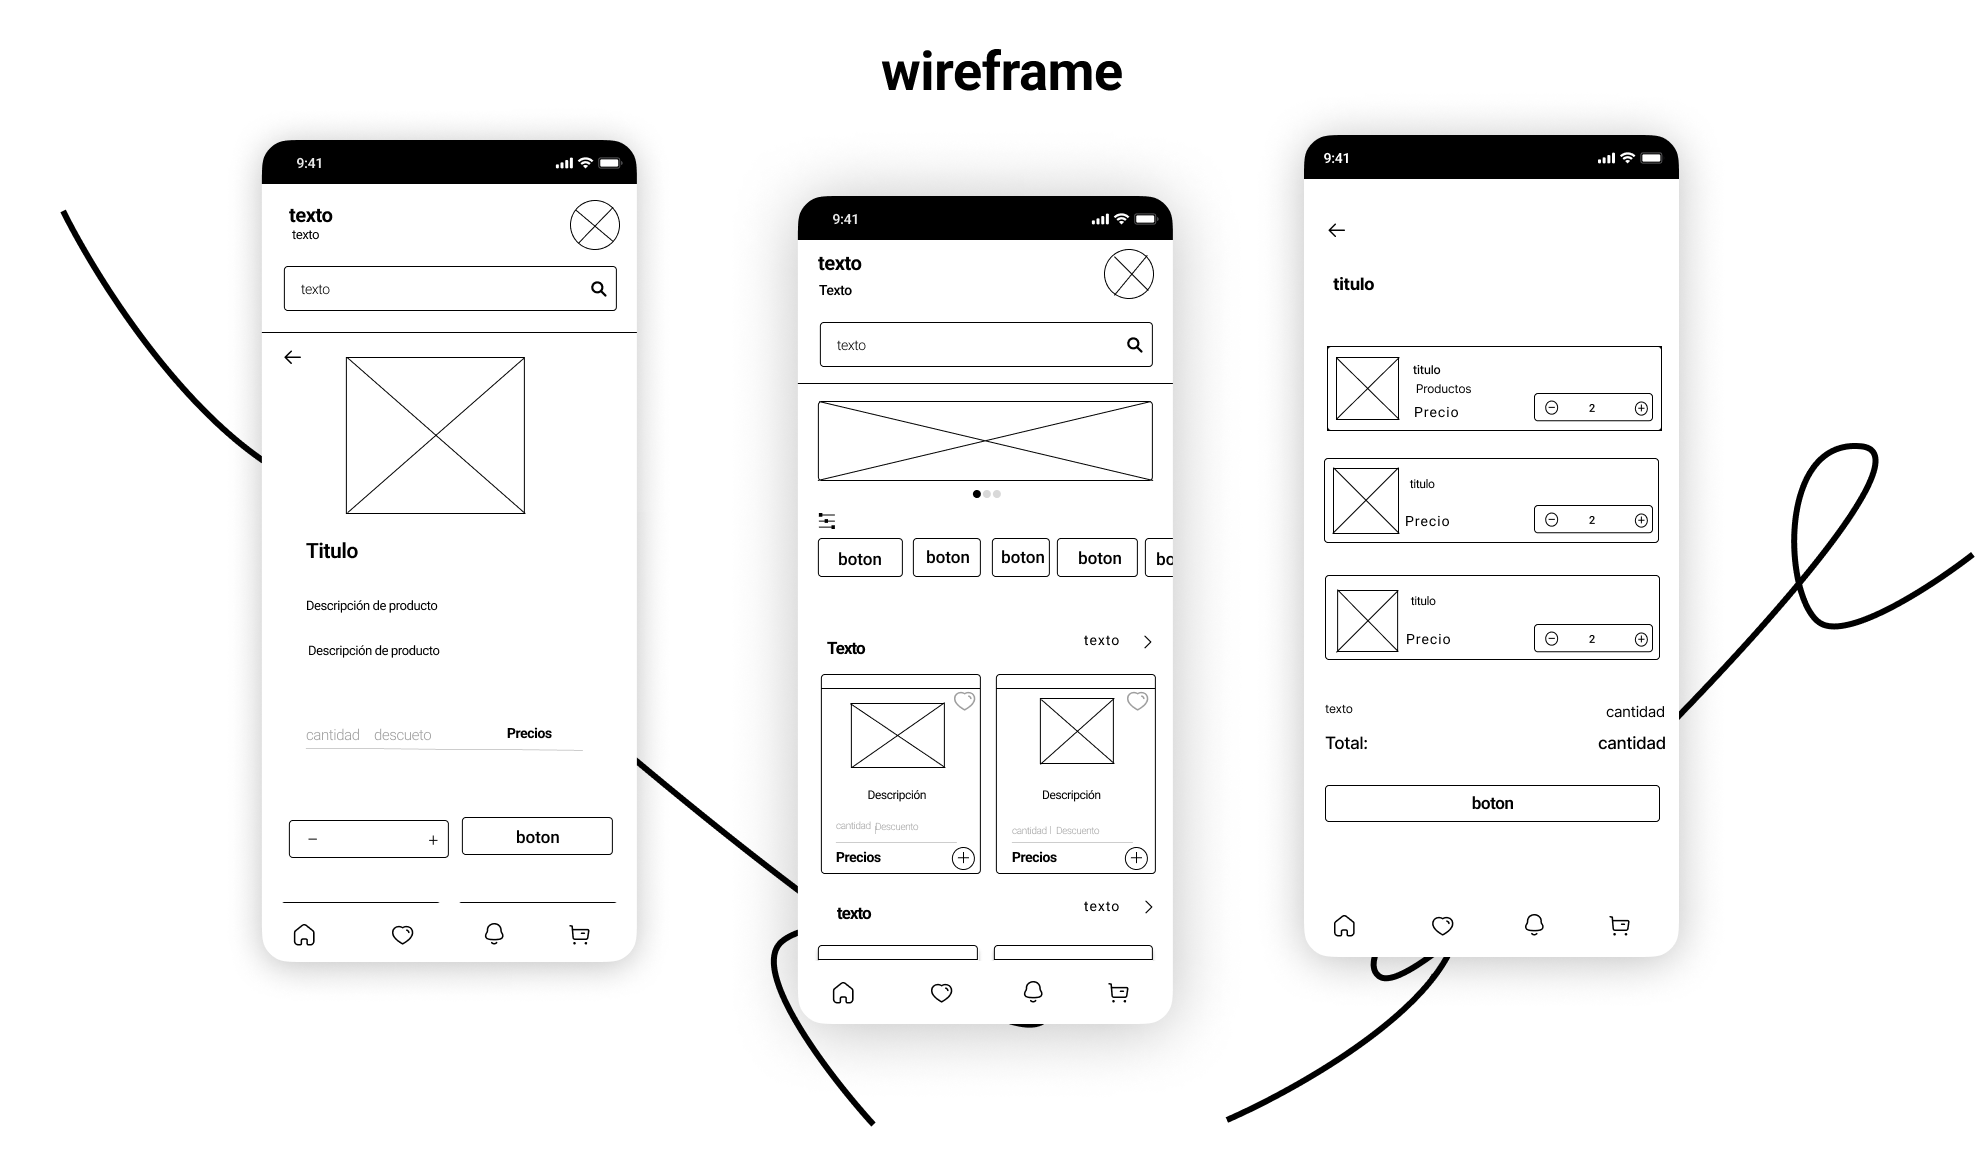 wireframe
9:41
texto
texto
texto
Titulo
Descripción de producto
Descripción de producto
cantidad descueto Precios
boton
9:41
texto
Texto
texto
boton boton boton boton bo
Texto texto
Descripción Descripción
cantidad Descuento cantidad | Descuento
Precios Precios
texto texto
9:41
titulo
titulo
Productos
Precio 2
titulo
Precio 2
titulo
Precio 2
texto cantidad
Total: cantidad
boton